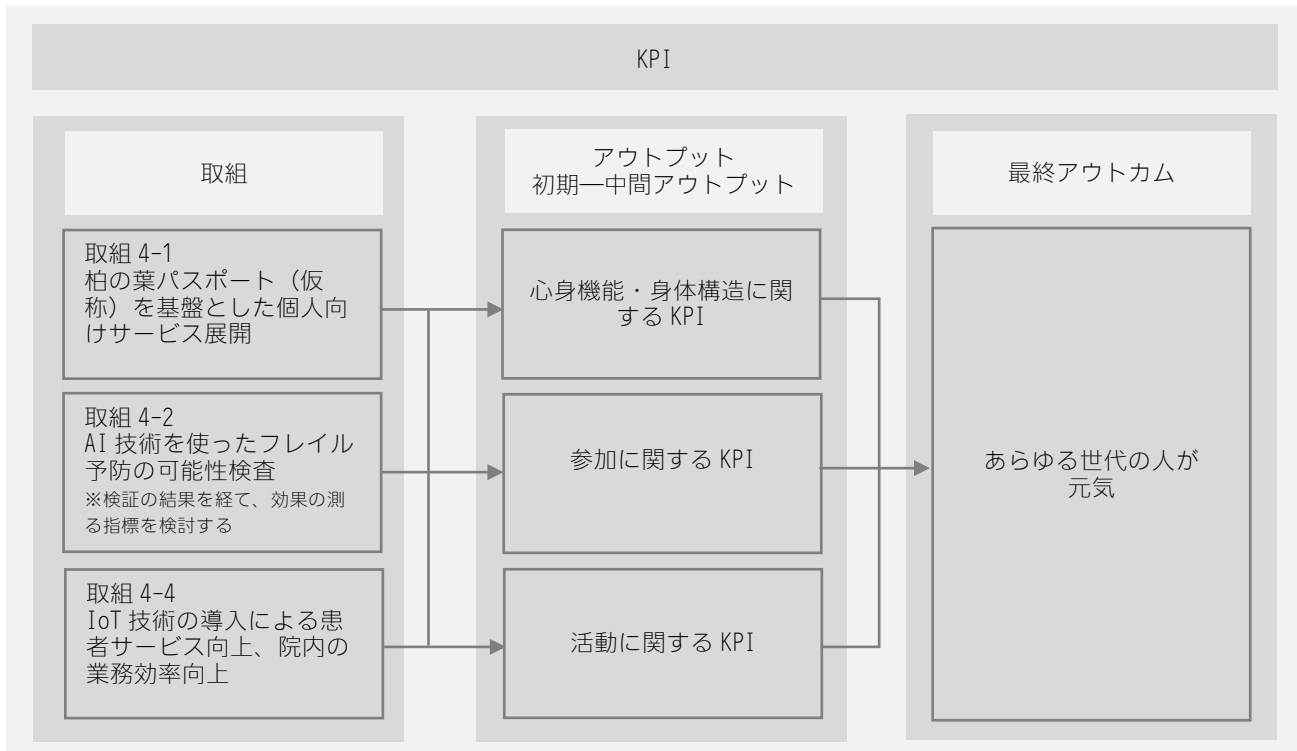 KPI
取組
取組 4-1
柏の葉パスポート（仮
称）を基盤とした個人向
けサービス展開
取組 4-2
AI 技術を使ったフレイル
予防の可能性検査
※検証の結果を経て、効果の測
る指標を検討する
取組 4-4
IoT 技術の導入による患
者サービス向上、院内の
業務効率向上
アウトプット
初期―中間アウトプット
心身機能・身体構造に関
する KPI
参加に関する KPI
活動に関する KPI
最終アウトカム
あらゆる世代の人が
元気